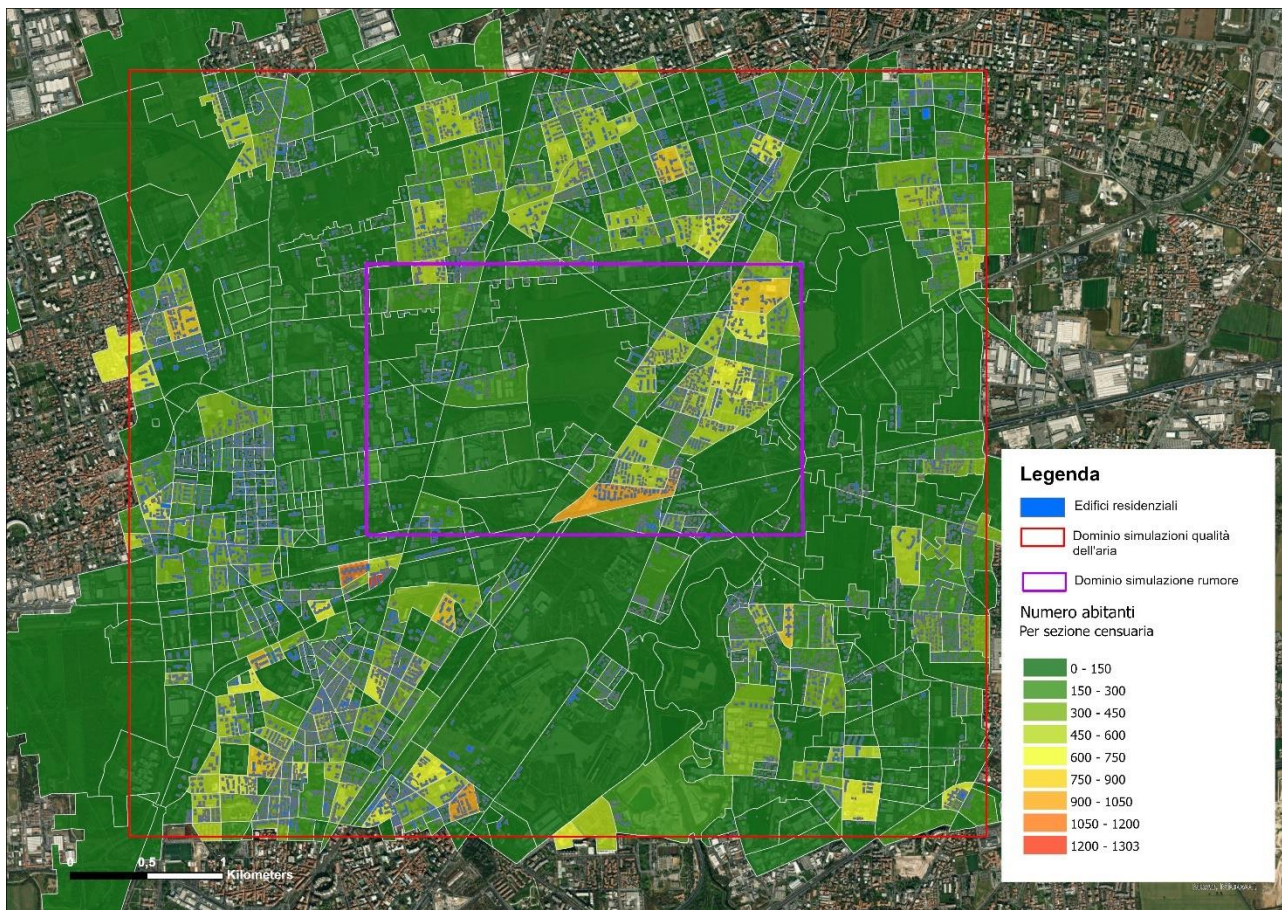 Legenda
Edifici residenziali
Dominio simulazioni qualità
dell'aria
Dominio simulazione rumore
Numero abitanti
Per sezione censuaria
0 - 150
150 - 300
300 - 450
450 - 600
600 - 750
750 - 900
900 - 1050
1050 - 1200
1200 - 1303
0 0,5 1
Kilometers